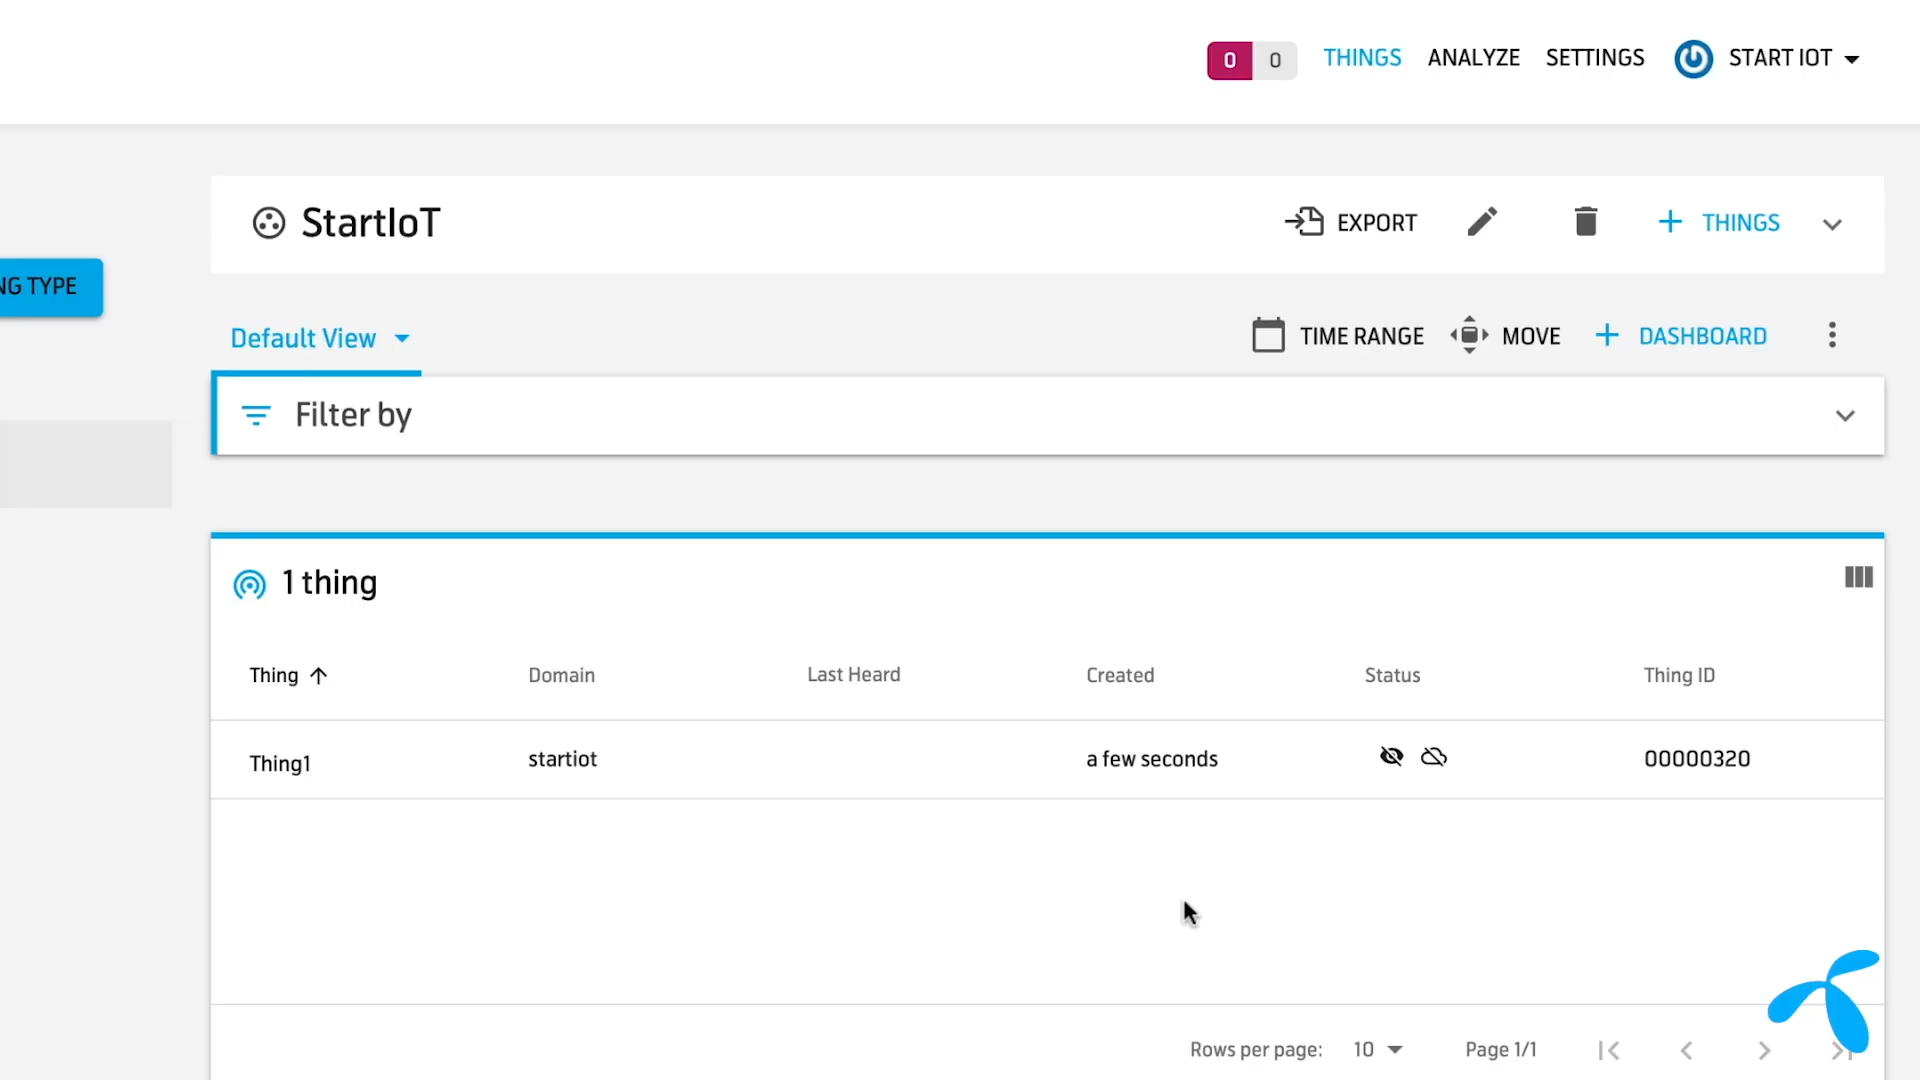 0 0 THINGS ANALYZE SETTINGS START IOT
StartIoT EXPORT THINGS
NG TYPE
Default View TIME RANGE MOVE DASHBOARD
Filter by
1 thing
Thing Domain Last Heard Created Status Thing ID
Thing1 startiot a few seconds 00000320
Rows per page: 10 Page 1/1